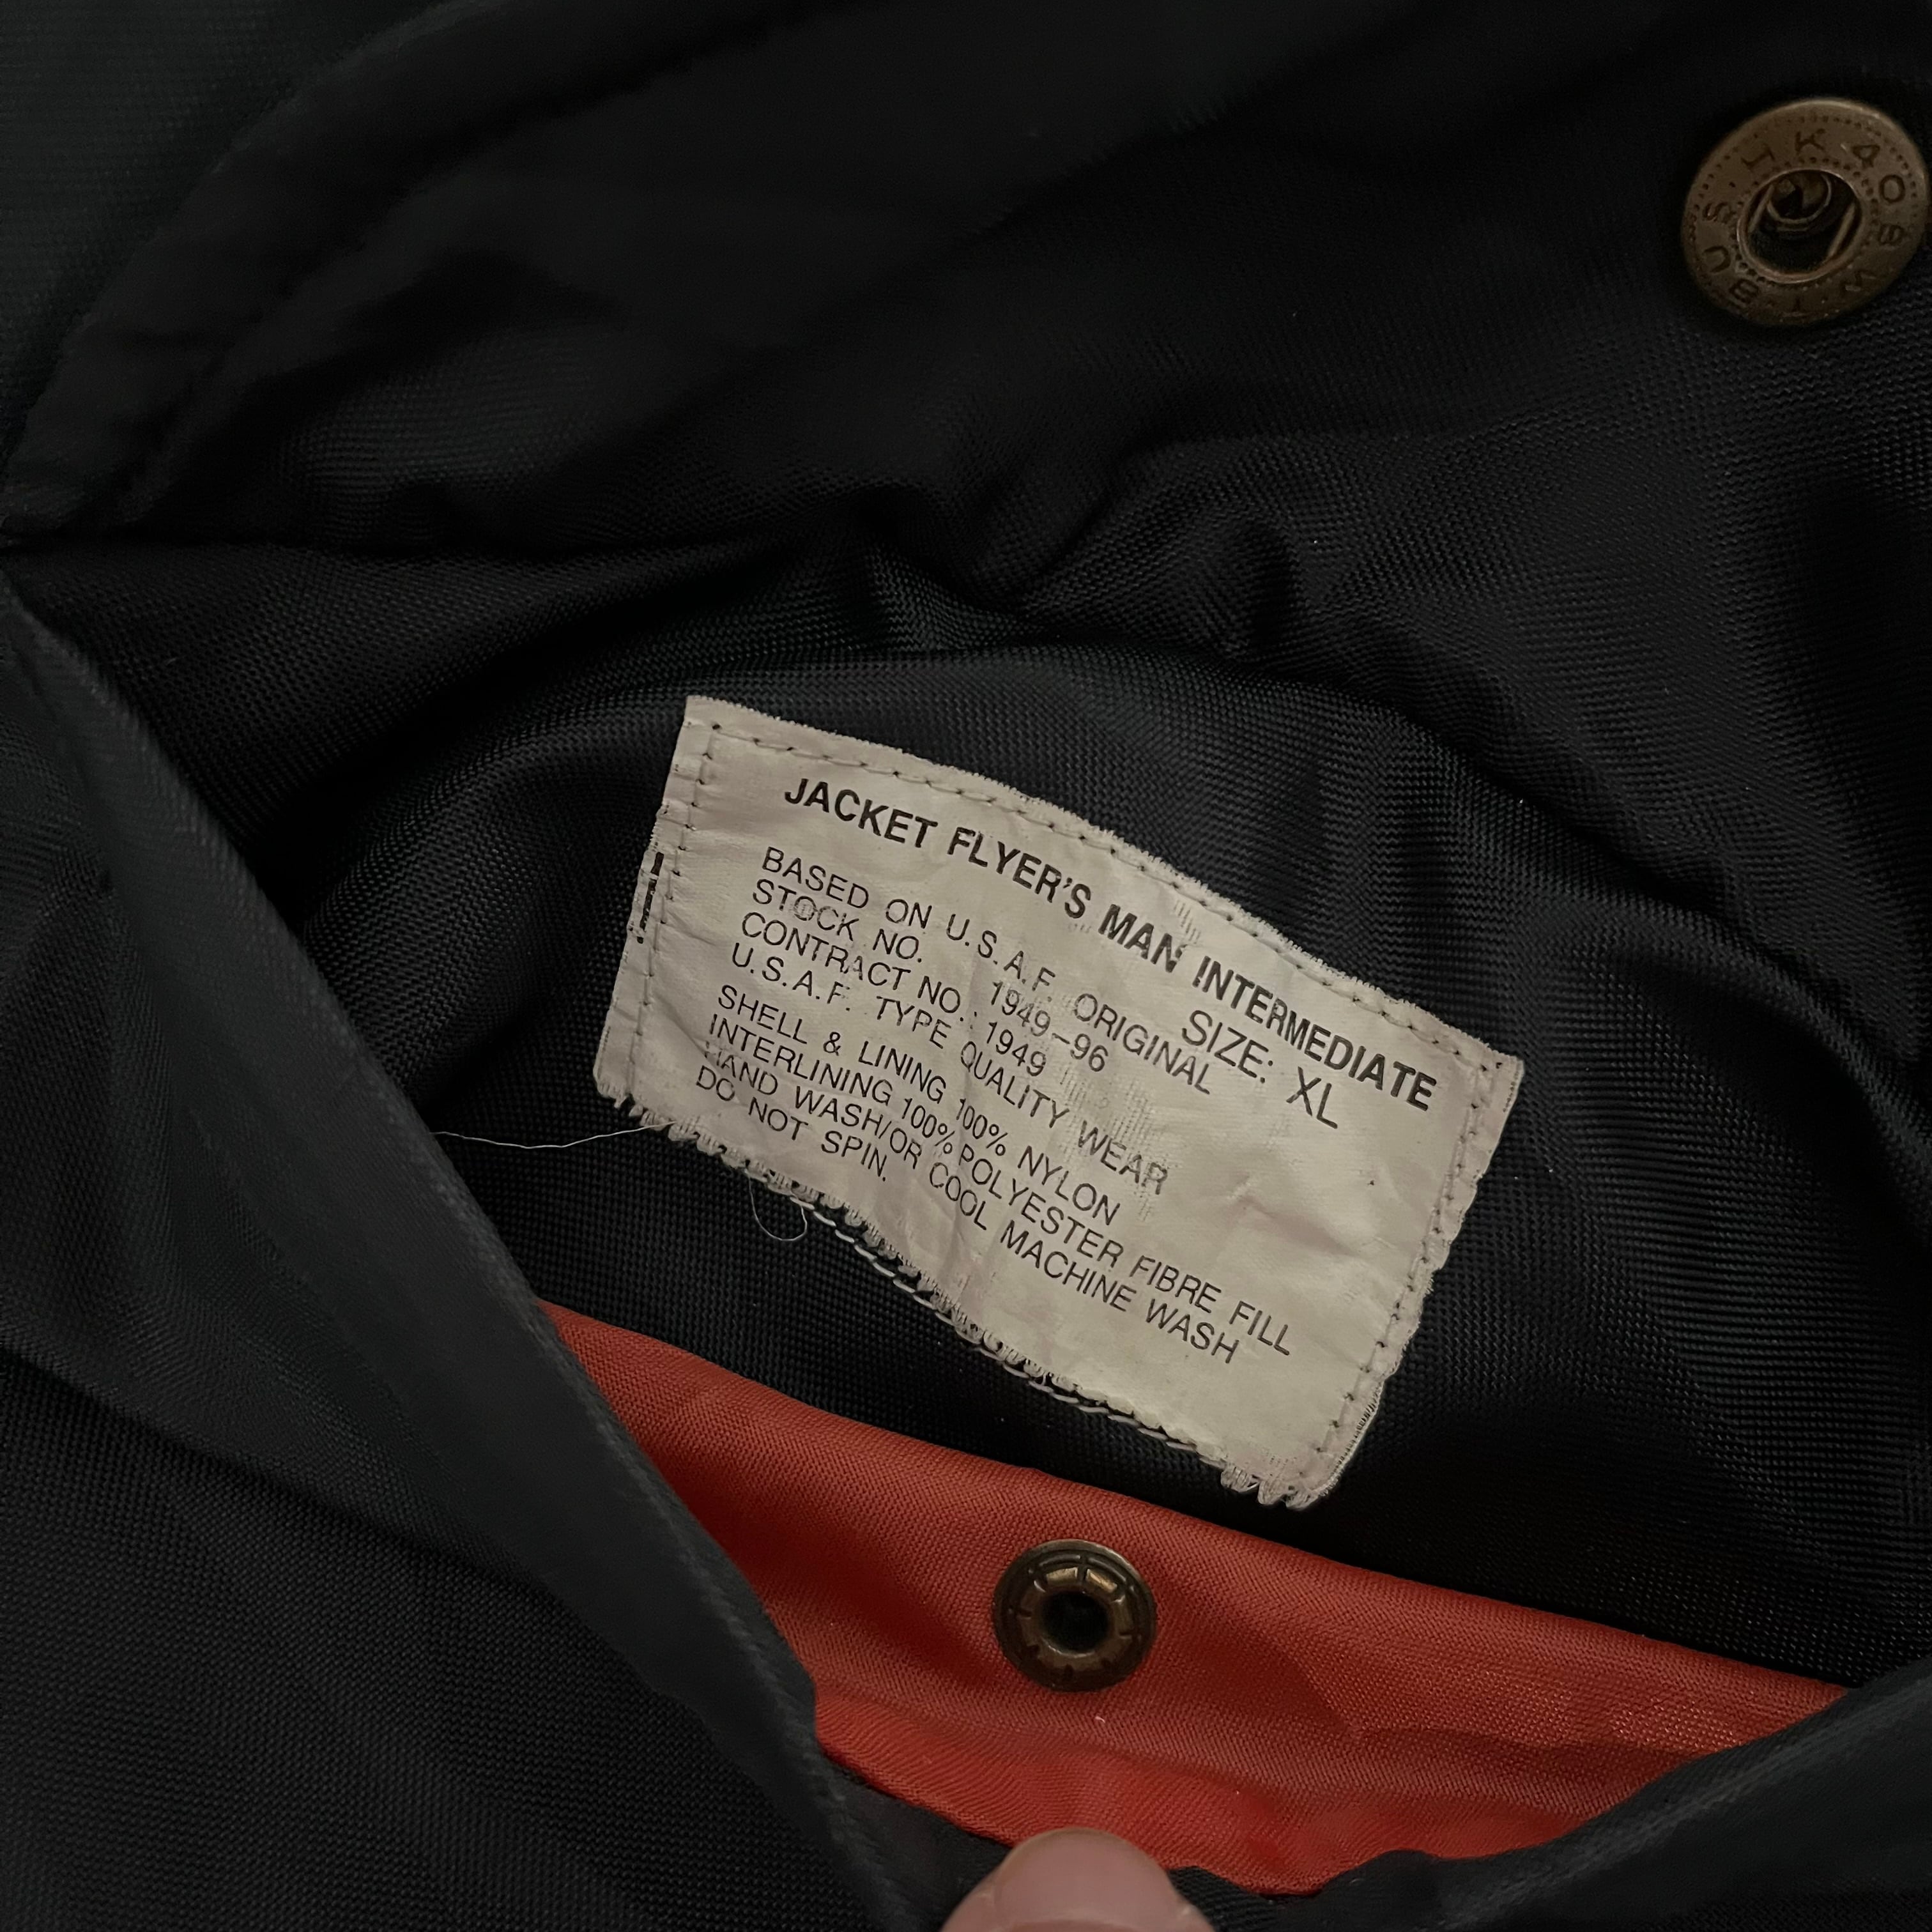 JACKET FLYER'S MAN INTERMEDIATE
SIZE: XL
BASED ON U.S.A.F. ORIGINAL
STOCK NO. 1949-96
CONTRACT NO.: 1949
U.S.A.F. TYPE QUALITY WEAR
SHELL & LINING 100% NYLON
INTERLINING 100% POLYESTER FIBRE FILL
HAND WASH/OR COOL MACHINE WASH
DO NOT SPIN.